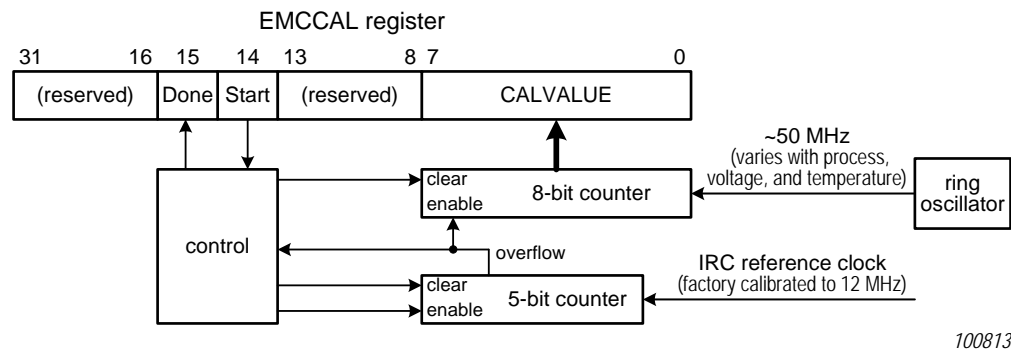 EMCCAL register
31 16 15 14 13 8 7 0
(reserved) Done Start (reserved) CALVALUE
~50 MHz
(varies with process,
voltage, and temperature)
ring
oscillator
clear
enable
8-bit counter
control
overflow
IRC reference clock
(factory calibrated to 12 MHz)
clear
enable
5-bit counter
100813